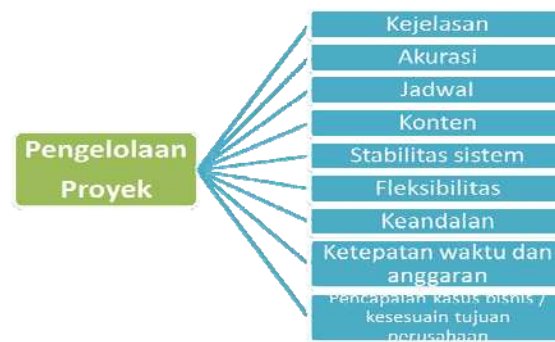 Pengelolaan
Proyek
Kejelasan
Akurasi
Jadwal
Konten
Stabilitas sistem
Fleksibilitas
Keandalan
Ketepatan waktu dan
anggaran
Pencapaian kasus bisnis /
kesesuain tujuan
perusahaan